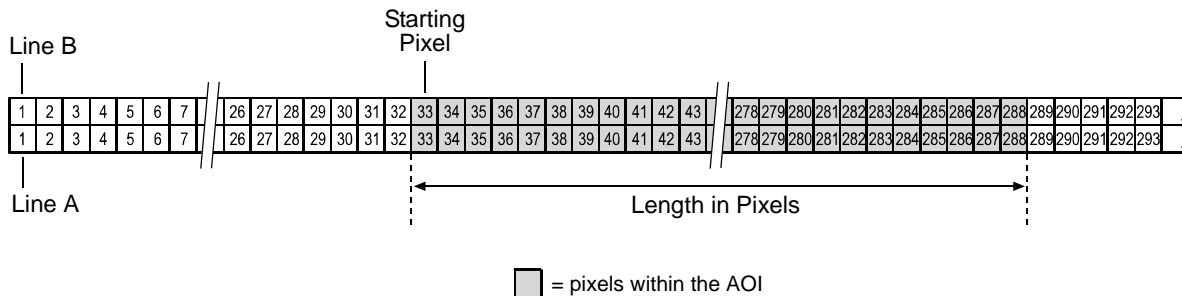 Starting
Pixel
Line B
1 2 3 4 5 6 7 26 27 28 29 30 31 32 33 34 35 36 37 38 39 40 41 42 43 278 279 280 281 282 283 284 285 286 287 288 289 290 291 292 293
1 2 3 4 5 6 7 26 27 28 29 30 31 32 33 34 35 36 37 38 39 40 41 42 43 278 279 280 281 282 283 284 285 286 287 288 289 290 291 292 293
Line A
Length in Pixels
= pixels within the AOI